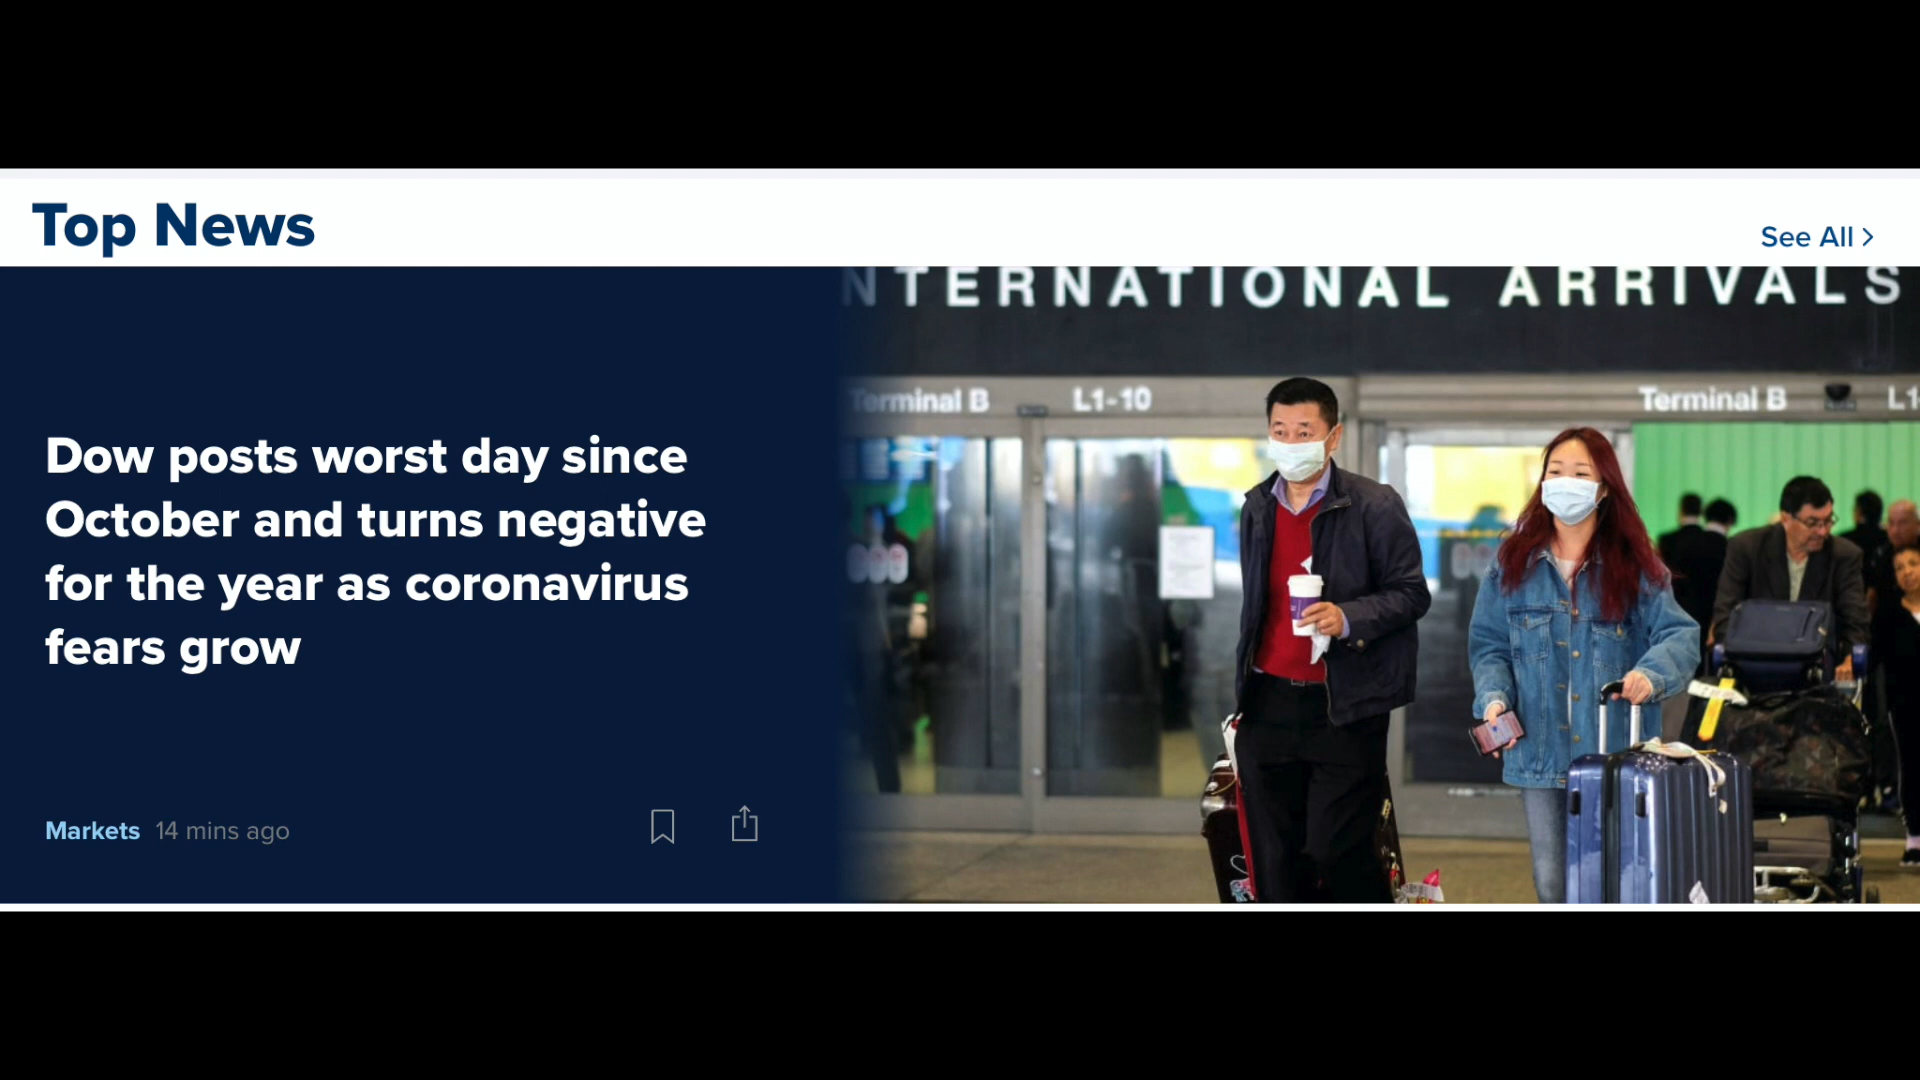 Top News
See All >
Dow posts worst day since
October and turns negative
for the year as coronavirus
fears grow
Markets 14 mins ago
NTERNATIONAL ARRIVALS
Terminal B L1-10 Terminal B L1